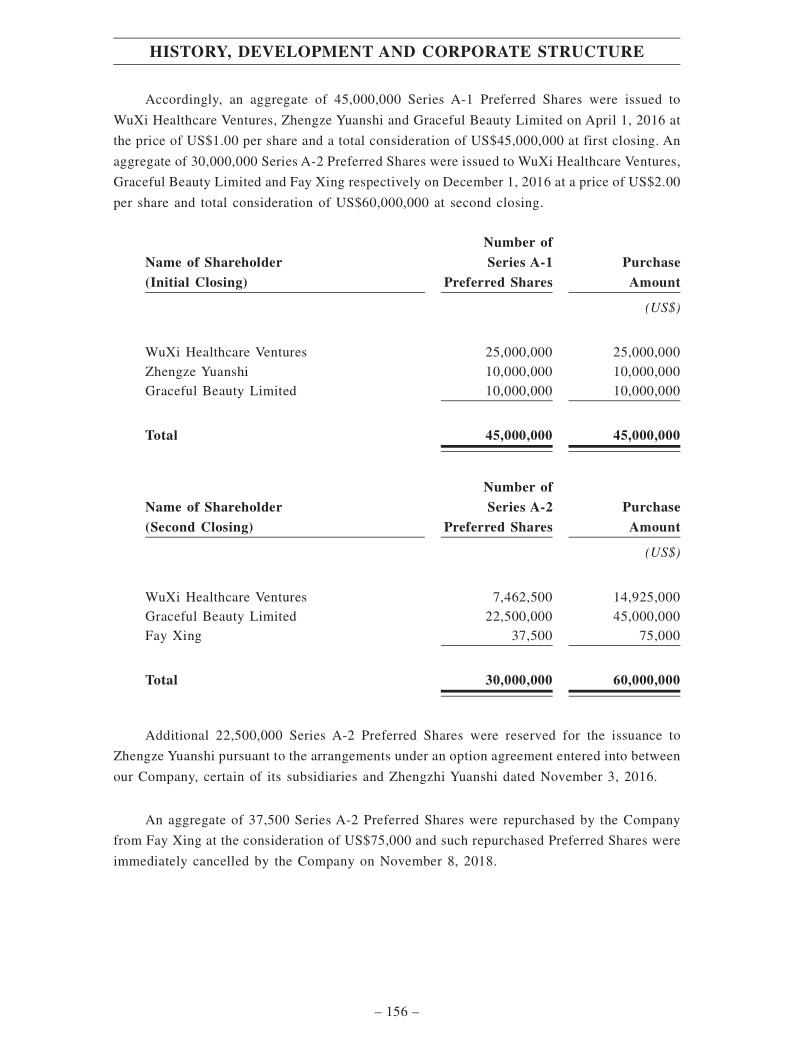 HISTORY, DEVELOPMENT AND CORPORATE STRUCTURE
Accordingly, an aggregate of 45,000,000 Series A-1 Preferred Shares were issued to
WuXi Healthcare Ventures, Zhengze Yuanshi and Graceful Beauty Limited on April 1, 2016 at
the price of US$1.00 per share and a total consideration of US$45,000,000 at first closing. An
aggregate of 30,000,000 Series A-2 Preferred Shares were issued to WuXi Healthcare Ventures,
Graceful Beauty Limited and Fay Xing respectively on December 1, 2016 at a price of US$2.00
per share and total consideration of US$60,000,000 at second closing.
Number of
Name of Shareholder Series A-1 Purchase
(Initial Closing) Preferred Shares Amount
(US$)
WuXi Healthcare Ventures 25,000,000 25,000,000
Zhengze Yuanshi 10,000,000 10,000,000
Graceful Beauty Limited 10,000,000 10,000,000
Total 45,000,000 45,000,000
Number of
Name of Shareholder Series A-2 Purchase
(Second Closing) Preferred Shares Amount
(US$)
WuXi Healthcare Ventures 7,462,500 14,925,000
Graceful Beauty Limited 22,500,000 45,000,000
Fay Xing 37,500 75,000
Total 30,000,000 60,000,000
Additional 22,500,000 Series A-2 Preferred Shares were reserved for the issuance to
Zhengze Yuanshi pursuant to the arrangements under an option agreement entered into between
our Company, certain of its subsidiaries and Zhengzhi Yuanshi dated November 3, 2016.
An aggregate of 37,500 Series A-2 Preferred Shares were repurchased by the Company
from Fay Xing at the consideration of US$75,000 and such repurchased Preferred Shares were
immediately cancelled by the Company on November 8, 2018.
– 156 –